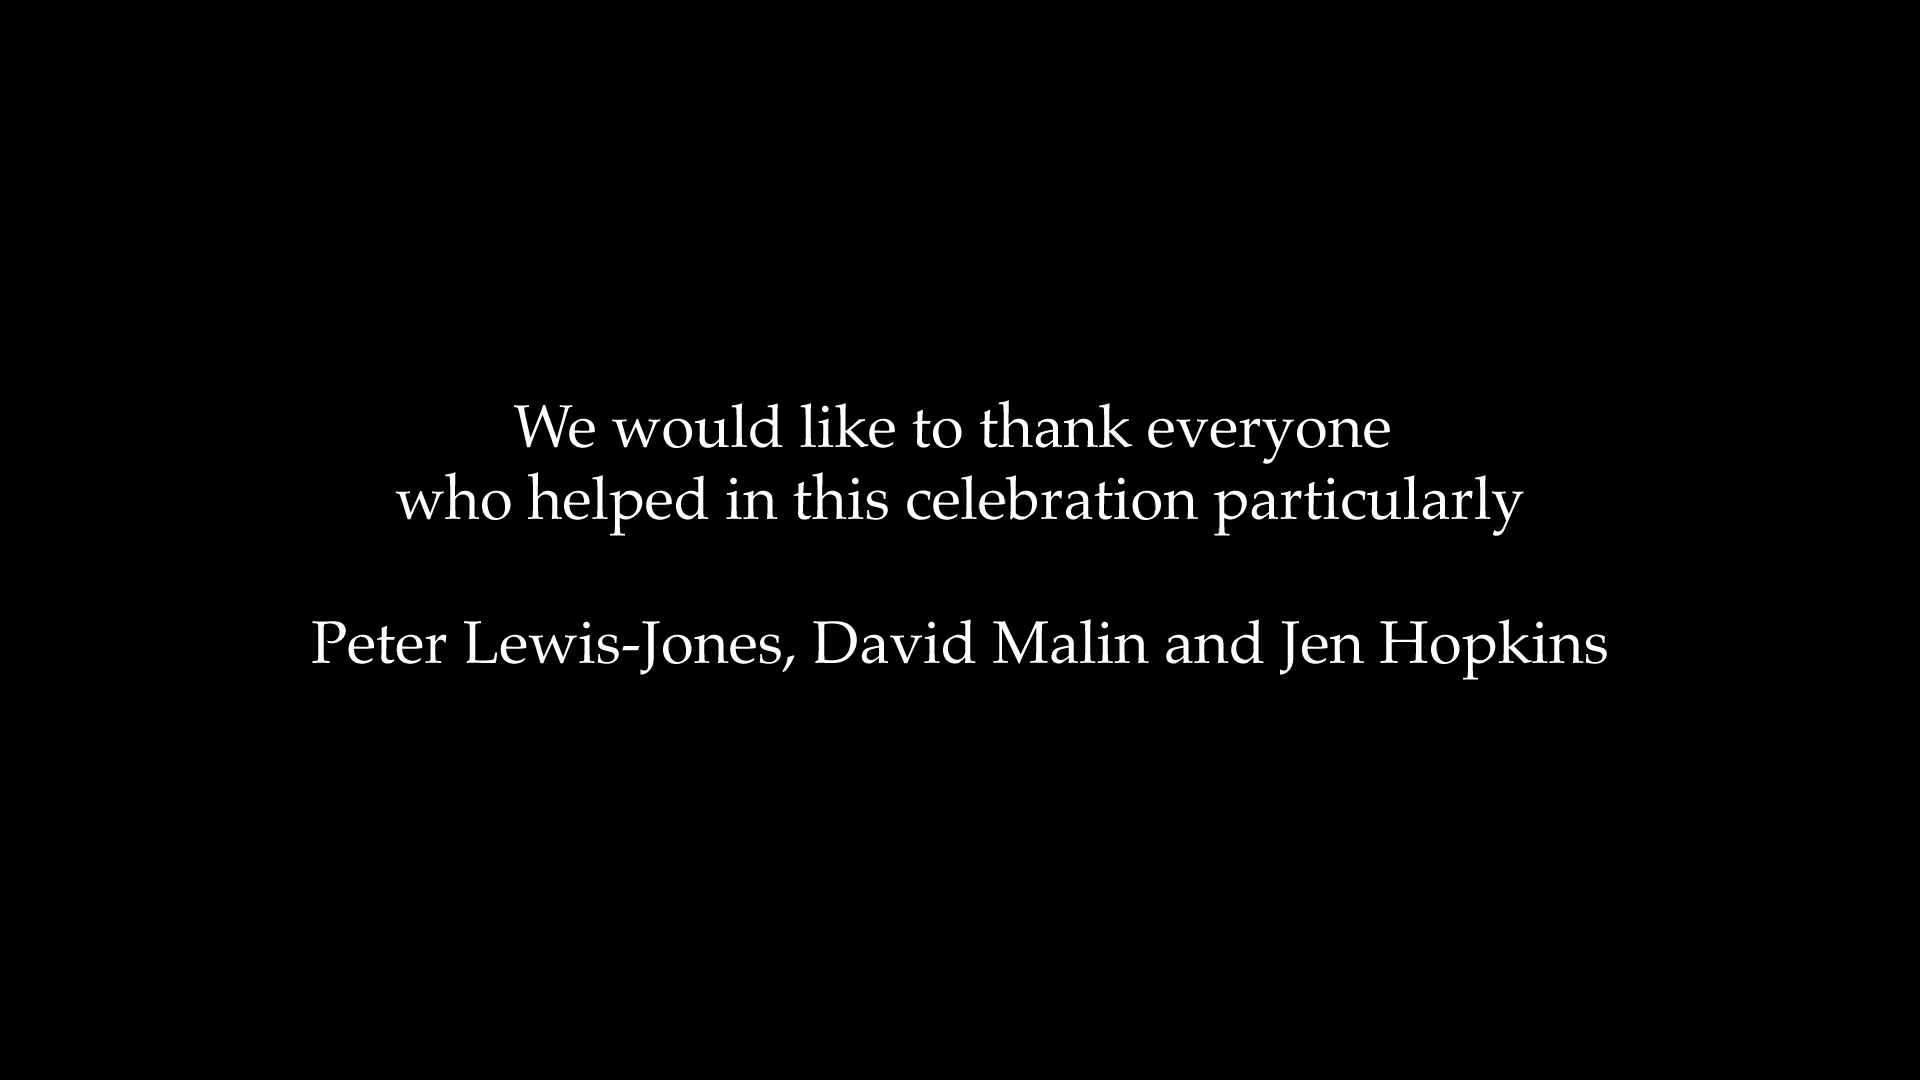 We would like to thank everyone
who helped in this celebration particularly
Peter Lewis-Jones, David Malin and Jen Hopkins